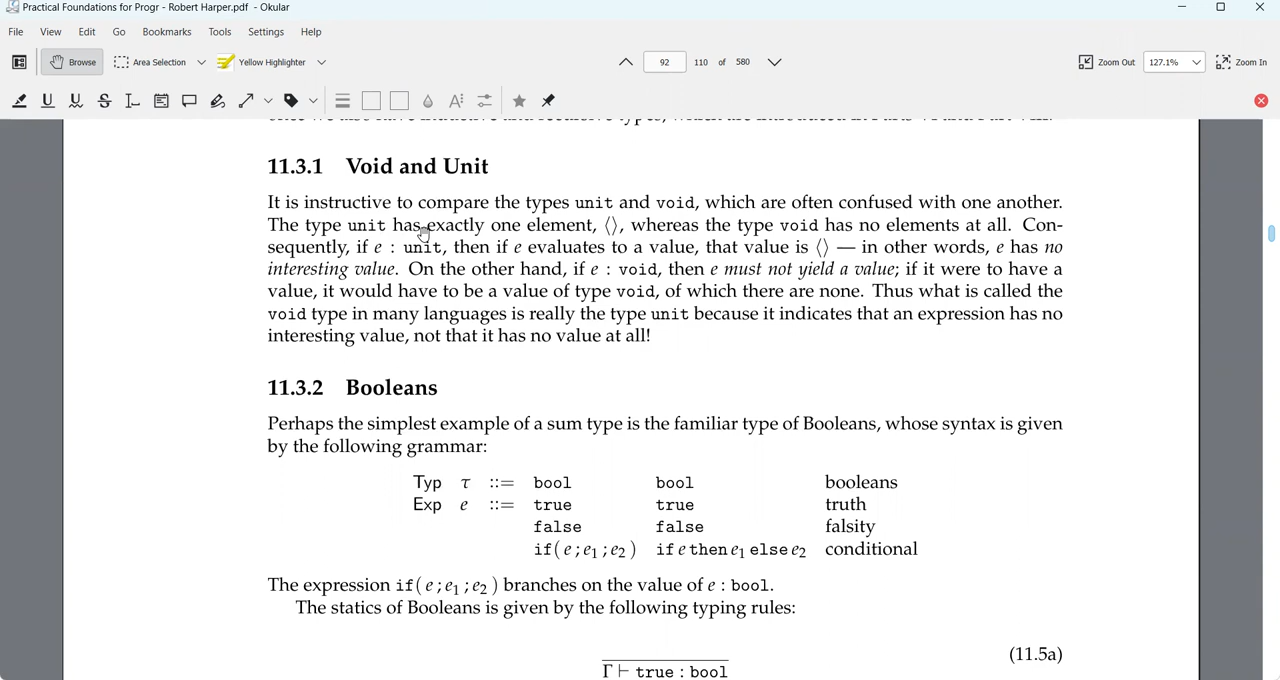 Practical Foundations for Progr - Robert Harper.pdf - Okular
File View Edit Go Bookmarks Tools Settings Help
Browse Area Selection Yellow Highlighter 92 110 of 580 Zoom Out 127.1% Zoom In
11.3.1 Void and Unit
It is instructive to compare the types unit and void, which are often confused with one another.
The type unit has exactly one element, ⟨⟩, whereas the type void has no elements at all. Con-
sequently, if e : unit, then if e evaluates to a value, that value is ⟨⟩ — in other words, e has no
interesting value. On the other hand, if e : void, then e must not yield a value; if it were to have a
value, it would have to be a value of type void, of which there are none. Thus what is called the
void type in many languages is really the type unit because it indicates that an expression has no
interesting value, not that it has no value at all!
11.3.2 Booleans
Perhaps the simplest example of a sum type is the familiar type of Booleans, whose syntax is given
by the following grammar:
Typ τ ::= bool bool booleans
Exp e ::= true true truth
false false falsity
if(e;e₁;e₂) if e then e₁ else e₂ conditional
The expression if(e;e₁;e₂) branches on the value of e : bool.
The statics of Booleans is given by the following typing rules:
(11.5a)
Γ ⊢ true : bool